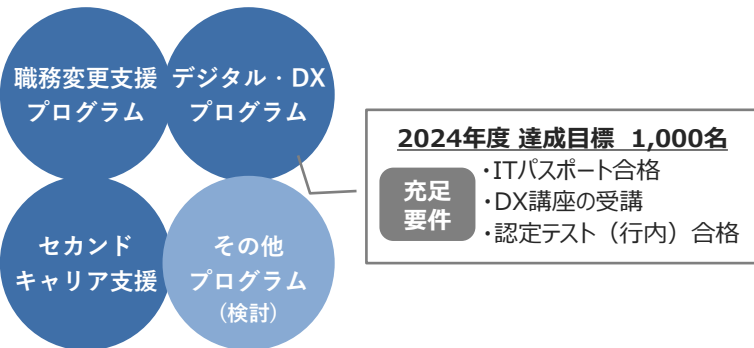 職務変更支援
プログラム
デジタル・DX
プログラム
セカンド
キャリア支援
その他
プログラム
（検討）
2024年度 達成目標 1,000名
充足
要件
・ITパスポート合格
・DX講座の受講
・認定テスト（行内）合格